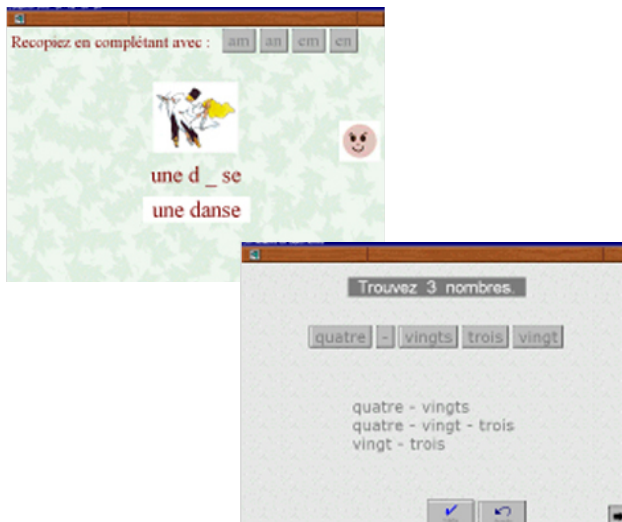 Recopiez en complétant avec : am an em en
une d _ se
une danse
Trouvez 3 nombres.
quatre - vingts trois vingt
quatre - vingts
quatre - vingt - trois
vingt - trois